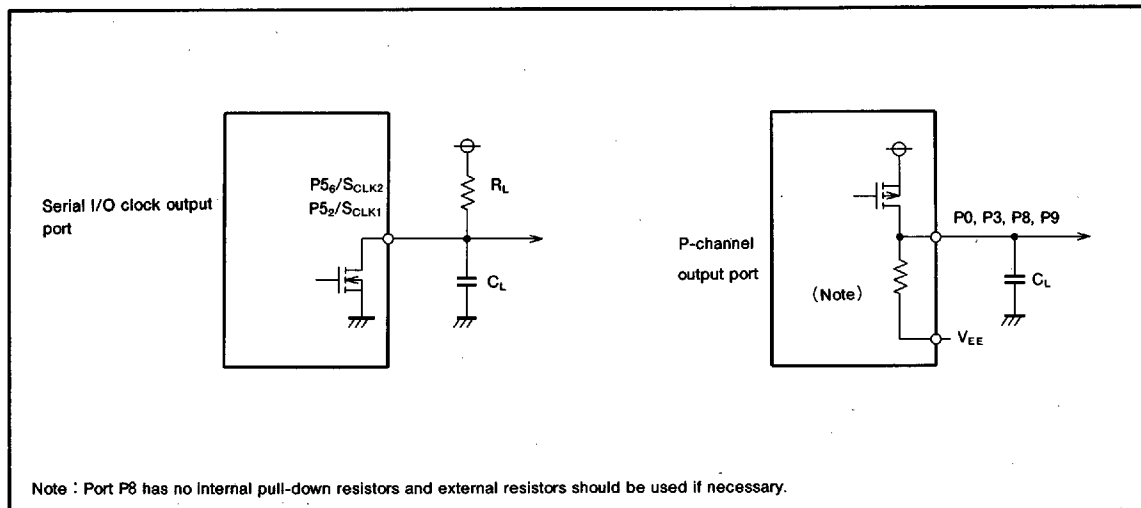 Serial I/O clock output
port
P5₆/S_CLK2
P5₂/S_CLK1
R_L
C_L
P-channel
output port
(Note)
P0, P3, P8, P9
C_L
V_EE
Note : Port P8 has no internal pull-down resistors and external resistors should be used if necessary.